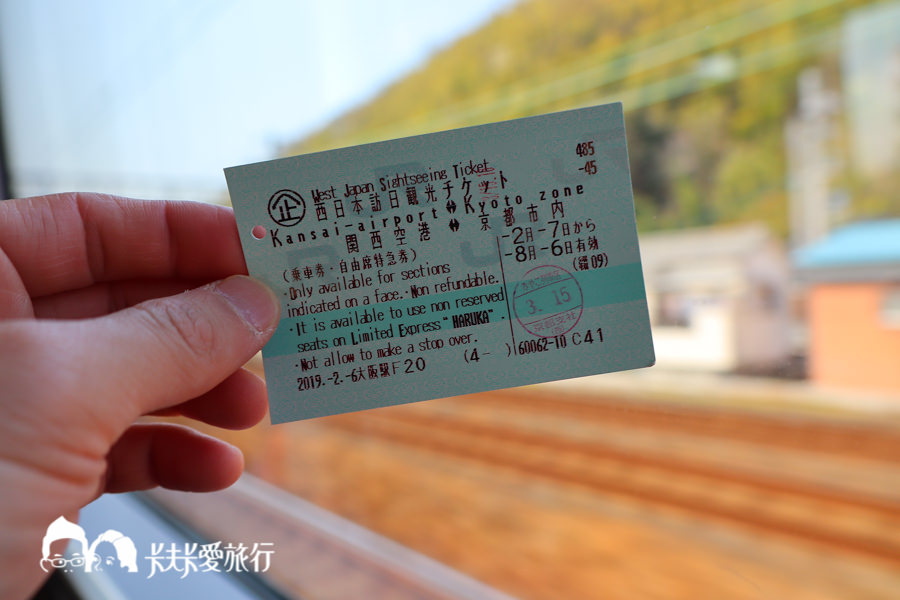 485
-45
企
West Japan Sightseeing Ticket
西日本訪日観光チケット
Kansai-airport ⇔ Kyoto zone
関西空港 ⇔ 京都市内
(乗車券・自由席特急券)
-2月-7日から
-8月-6日有効
(福09)
·Only available for sections
indicated on a face.·Non refundable.
·It is available to use non reserved
seats on Limited Express "HARUKA".
·Not allow to make a stop over.
3. 15
2019.-2.-6大阪駅F20 (4- ) 60062-10 C41
卡夫卡愛旅行